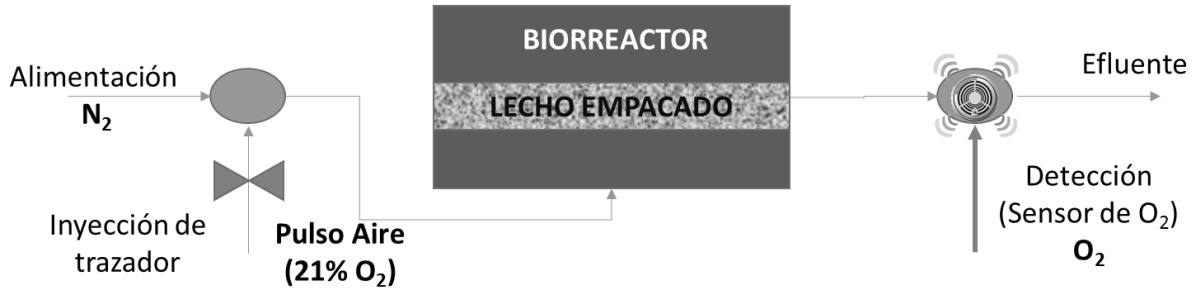 Alimentación
N₂
Inyección de
trazador
Pulso Aire
(21% O₂)
BIORREACTOR
LECHO EMPACADO
Efluente
Detección
(Sensor de O₂)
O₂